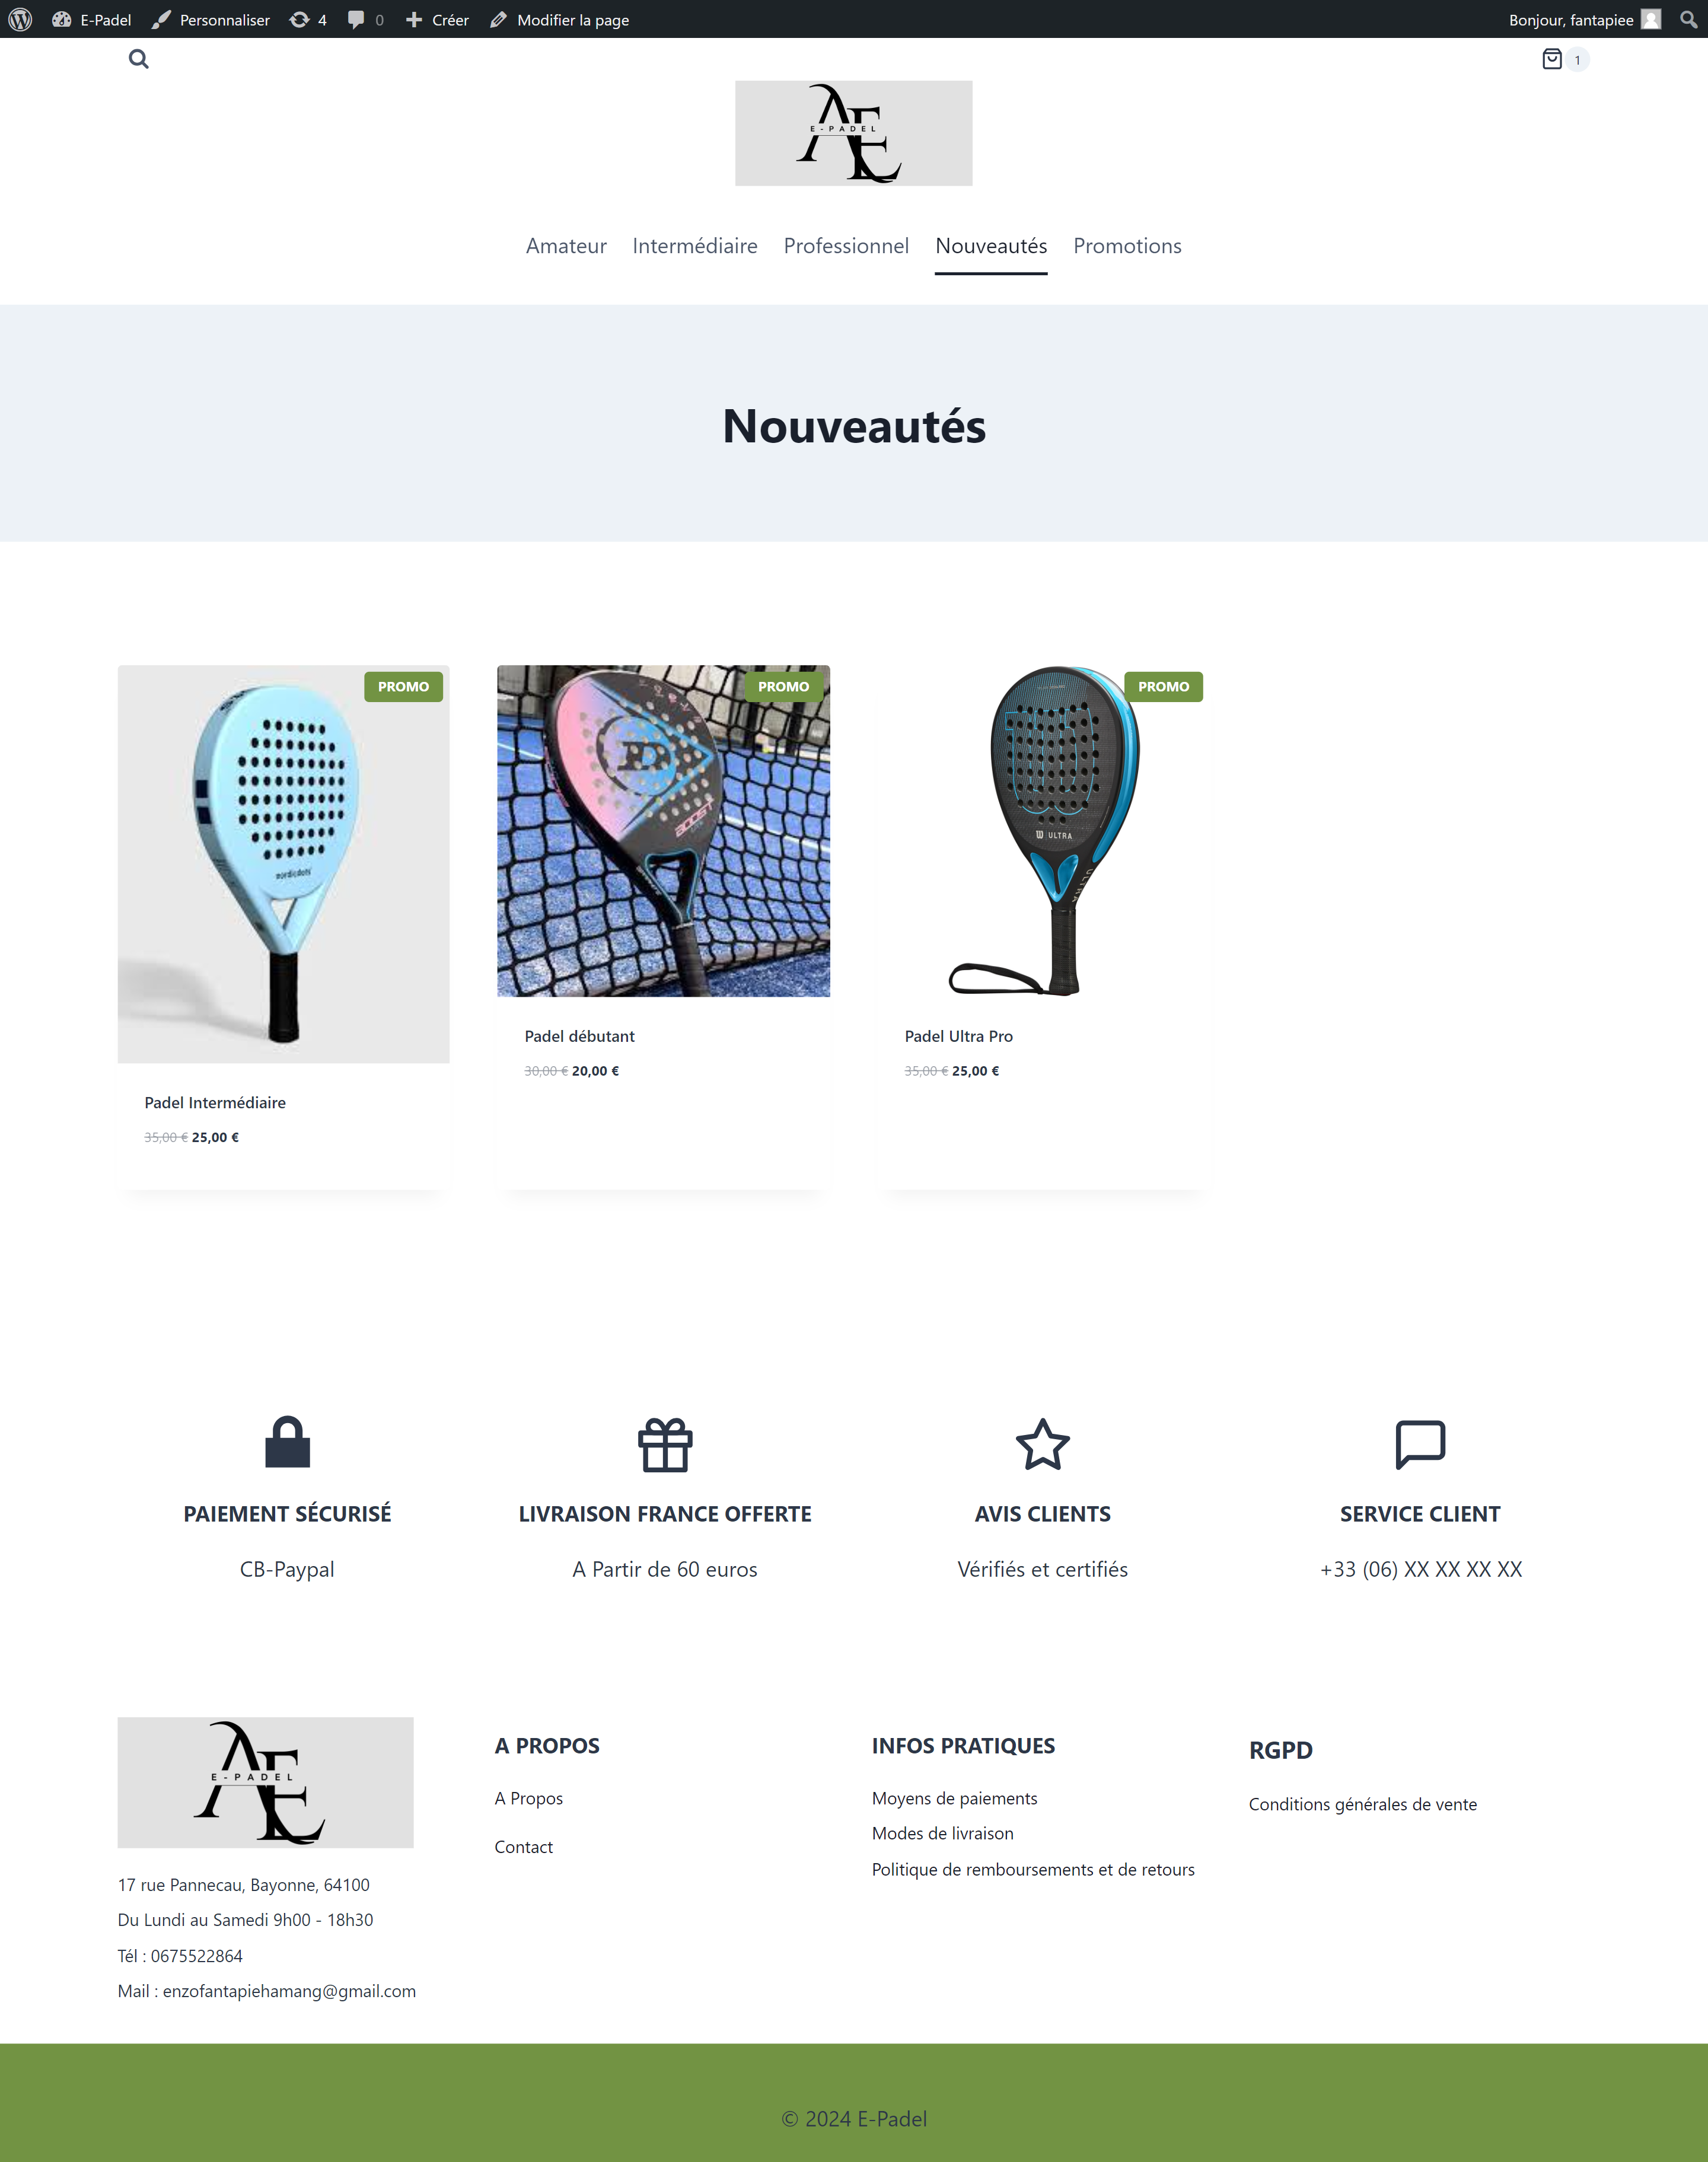 E-Padel
Personnaliser
4
0
Créer
Modifier la page
Bonjour, fantapiee
1
AE
E-PADEL
Amateur
Intermédiaire
Professionnel
Nouveautés
Promotions
Nouveautés
PROMO
PROMO
PROMO
nordicdots
BOOST
ULTRA
Padel Intermédiaire
35,00 € 25,00 €
Padel débutant
30,00 € 20,00 €
Padel Ultra Pro
35,00 € 25,00 €
PAIEMENT SÉCURISÉ
CB-Paypal
LIVRAISON FRANCE OFFERTE
A Partir de 60 euros
AVIS CLIENTS
Vérifiés et certifiés
SERVICE CLIENT
+33 (06) XX XX XX XX
AE
E-PADEL
17 rue Pannecau, Bayonne, 64100
Du Lundi au Samedi 9h00 - 18h30
Tél : 0675522864
Mail : enzofantapiehamang@gmail.com
A PROPOS
A Propos
Contact
INFOS PRATIQUES
Moyens de paiements
Modes de livraison
Politique de remboursements et de retours
RGPD
Conditions générales de vente
© 2024 E-Padel